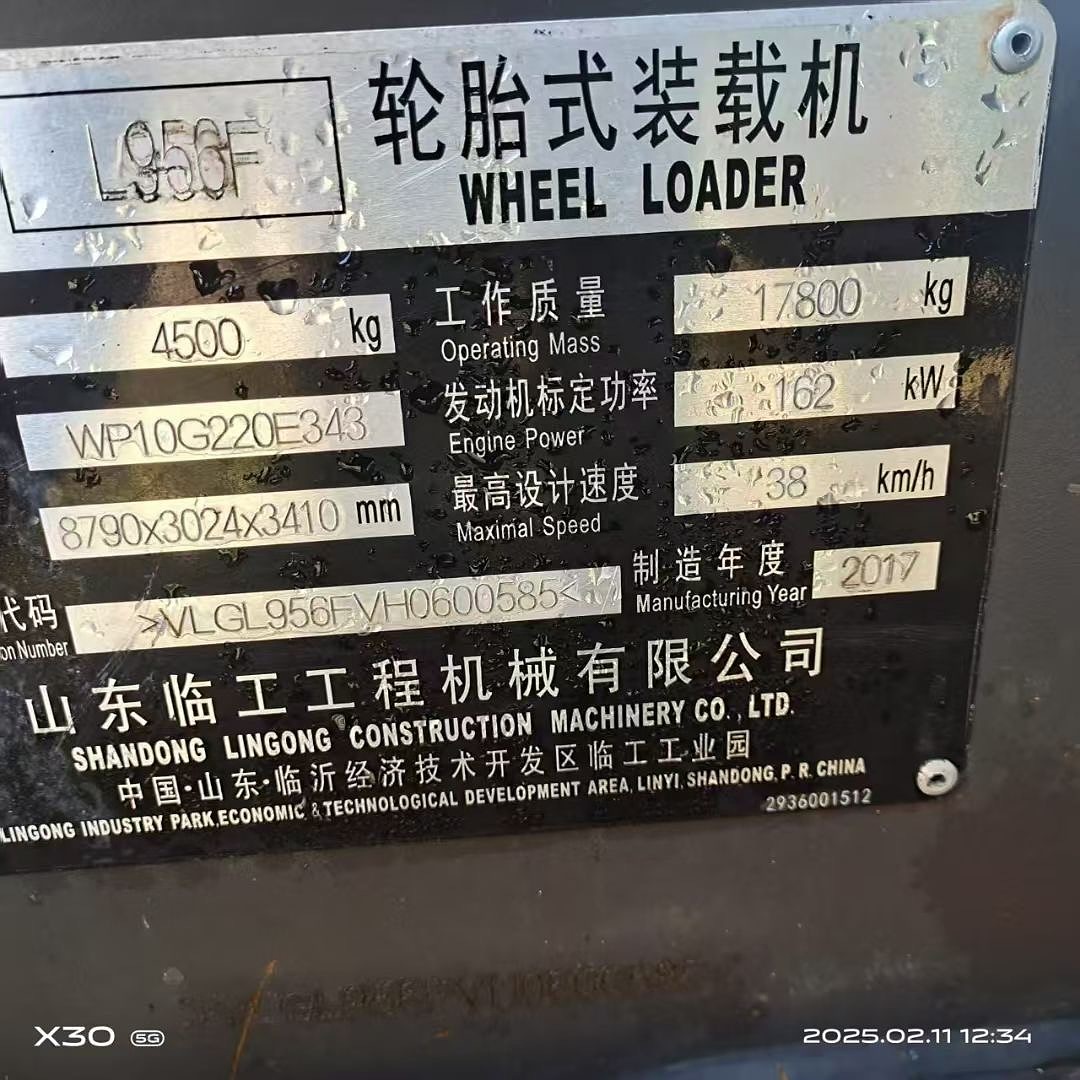 L956F
轮胎式装载机
WHEEL LOADER
4500 kg
工作质量
Operating Mass
17800 kg
WP10G220E343
发动机标定功率
Engine Power
162 kW
8790x3024x3410 mm
最高设计速度
Maximal Speed
38 km/h
代码
on Number
>VLGL956FVH0600585<
制造年度
Manufacturing Year
2017
山东临工工程机械有限公司
SHANDONG LINGONG CONSTRUCTION MACHINERY CO., LTD.
中国·山东·临沂经济技术开发区临工工业园
LINGONG INDUSTRY PARK,ECONOMIC & TECHNOLOGICAL DEVELOPMENT AREA, LINYI, SHANDONG, P. R. CHINA
2936001512
X30 5G
2025.02.11 12:34